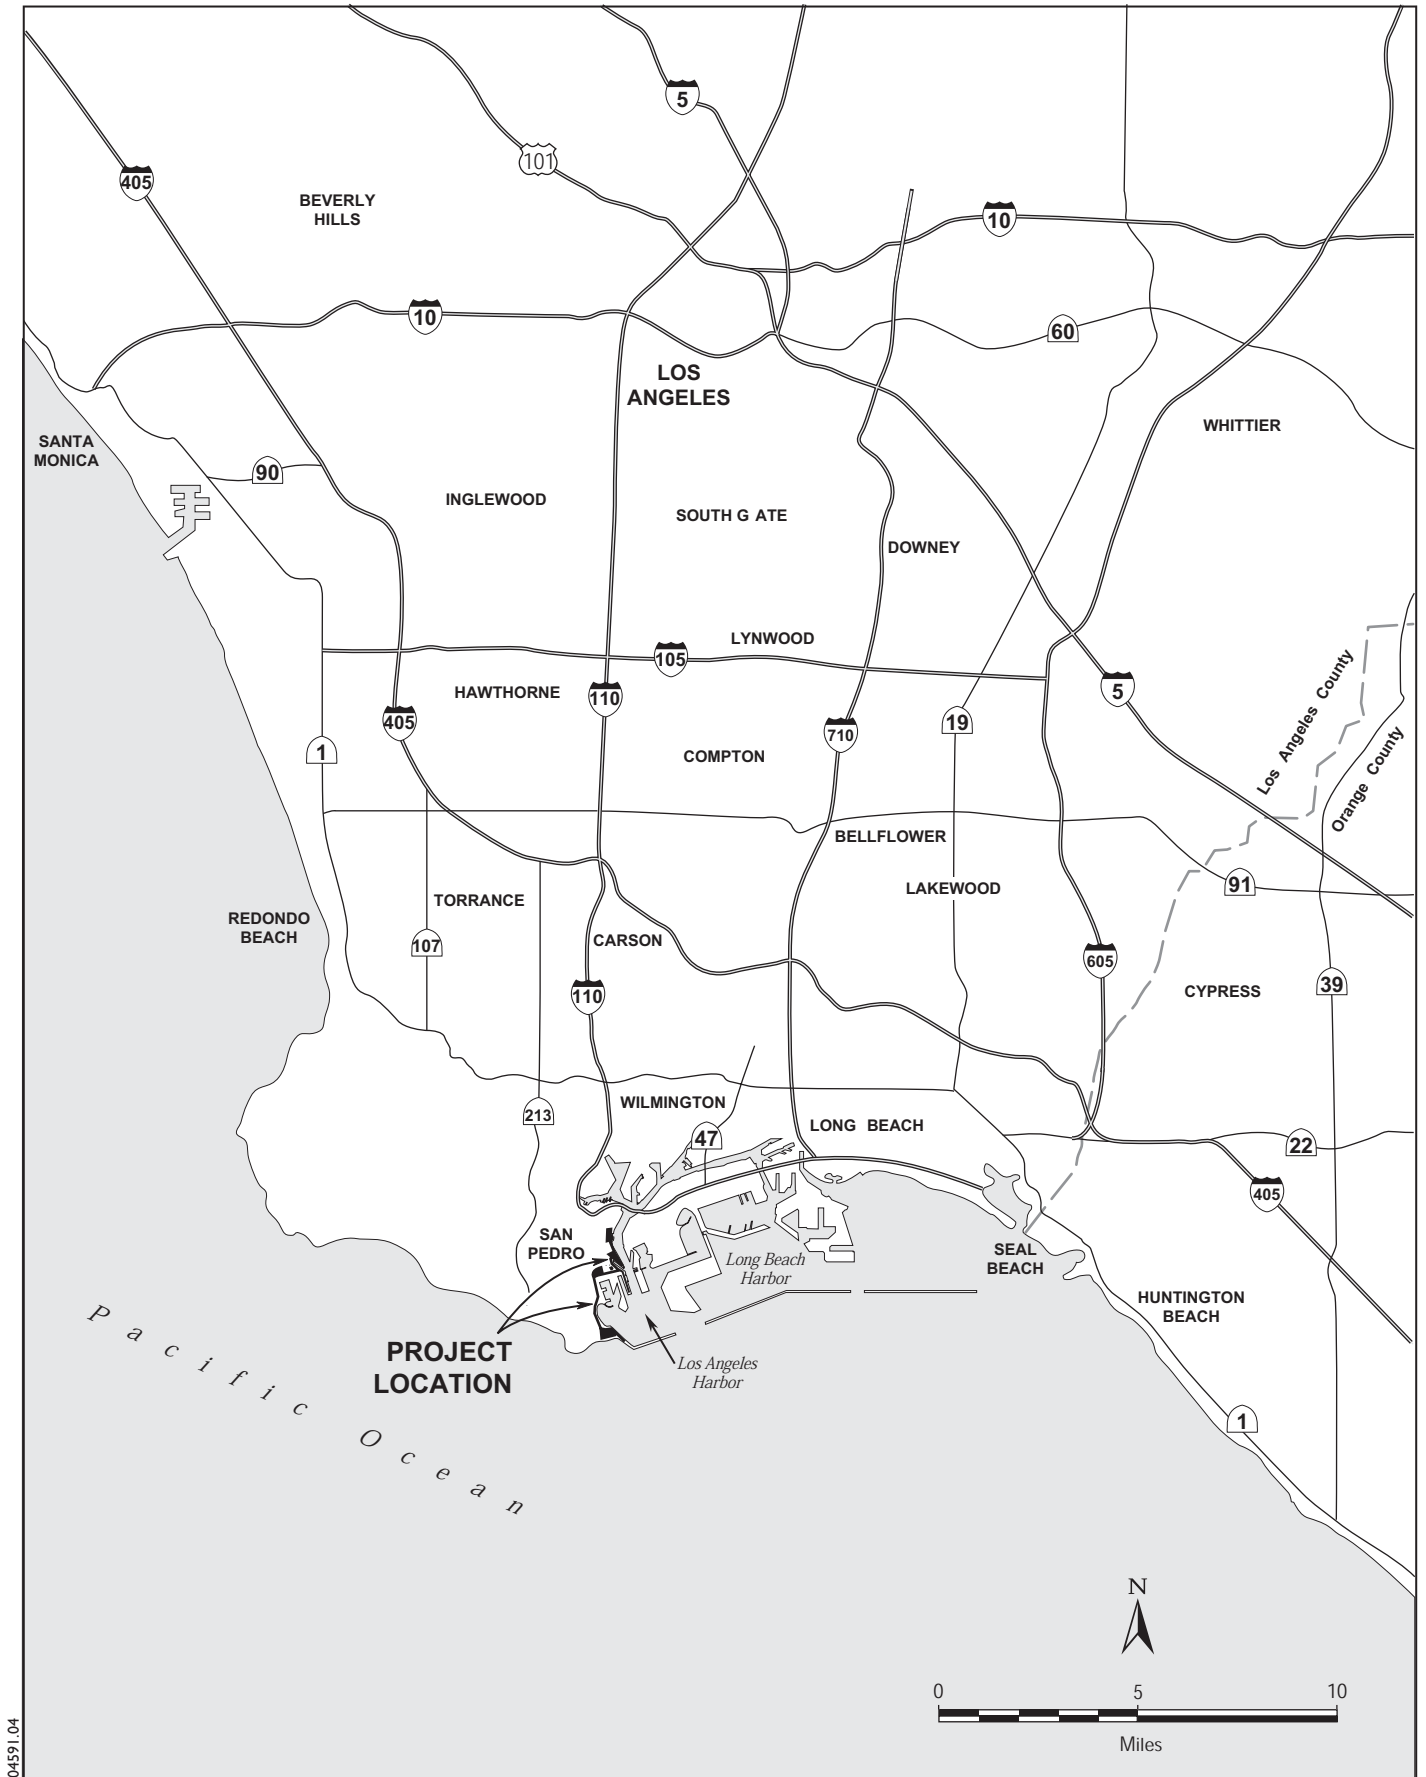 5
101
405
BEVERLY
HILLS
10
10
60
LOS
ANGELES
WHITTIER
SANTA
MONICA
90
INGLEWOOD
SOUTH G ATE
DOWNEY
LYNWOOD
105
HAWTHORNE
110
405
5
Los Angeles County
Orange County
1
19
710
COMPTON
BELLFLOWER
LAKEWOOD
91
TORRANCE
REDONDO
BEACH
107
CARSON
605
39
CYPRESS
110
213
WILMINGTON
47
LONG BEACH
22
405
SAN
PEDRO
Long Beach
Harbor
SEAL
BEACH
HUNTINGTON
BEACH
PROJECT
LOCATION
Los Angeles
Harbor
Pacific Ocean
1
N
0 5 10
Miles
04591.04